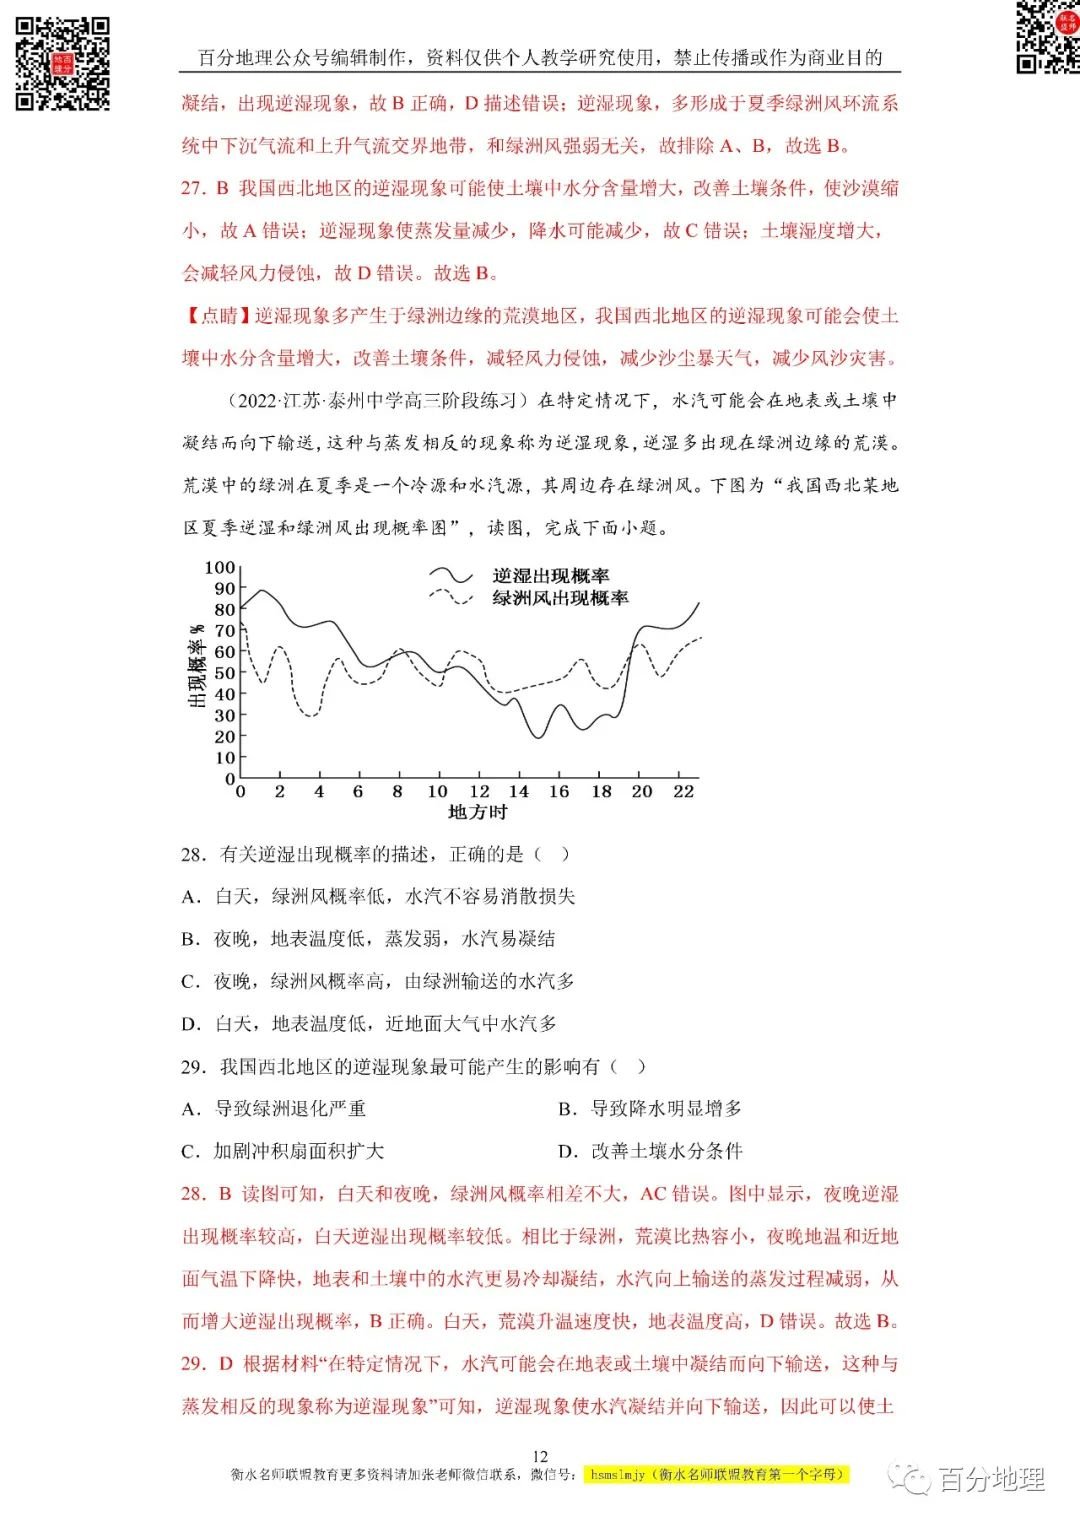 百分地理公众号编辑制作，资料仅供个人教学研究使用，禁止传播或作为商业目的
凝结，出现逆湿现象，故 B 正确，D 描述错误；逆湿现象，多形成于夏季绿洲风环流系
统中下沉气流和上升气流交界地带，和绿洲风强弱无关，故排除 A、B，故选 B。
27．B  我国西北地区的逆湿现象可能使土壤中水分含量增大，改善土壤条件，使沙漠缩
小，故 A 错误；逆湿现象使蒸发量减少，降水可能减少，故 C 错误；土壤湿度增大，
会减轻风力侵蚀，故 D 错误。故选 B。
【点睛】逆湿现象多产生于绿洲边缘的荒漠地区，我国西北地区的逆湿现象可能会使土
壤中水分含量增大，改善土壤条件，减轻风力侵蚀，减少沙尘暴天气，减少风沙灾害。
（2022·江苏·泰州中学高三阶段练习）在特定情况下，水汽可能会在地表或土壤中
凝结而向下输送，这种与蒸发相反的现象称为逆湿现象，逆湿多出现在绿洲边缘的荒漠。
荒漠中的绿洲在夏季是一个冷源和水汽源，其周边存在绿洲风。下图为“我国西北某地
区夏季逆湿和绿洲风出现概率图”，读图，完成下面小题。
出现概率 %
100
90
80
70
60
50
40
30
20
10
0
逆湿出现概率
绿洲风出现概率
0 2 4 6 8 10 12 14 16 18 20 22
地方时
28．有关逆湿出现概率的描述，正确的是（   ）
A．白天，绿洲风概率低，水汽不容易消散损失
B．夜晚，地表温度低，蒸发弱，水汽易凝结
C．夜晚，绿洲风概率高，由绿洲输送的水汽多
D．白天，地表温度低，近地面大气中水汽多
29．我国西北地区的逆湿现象最可能产生的影响有（   ）
A．导致绿洲退化严重 B．导致降水明显增多
C．加剧冲积扇面积扩大 D．改善土壤水分条件
28．B  读图可知，白天和夜晚，绿洲风概率相差不大，AC 错误。图中显示，夜晚逆湿
出现概率较高，白天逆湿出现概率较低。相比于绿洲，荒漠比热容小，夜晚地温和近地
面气温下降快，地表和土壤中的水汽更易冷却凝结，水汽向上输送的蒸发过程减弱，从
而增大逆湿出现概率，B 正确。白天，荒漠升温速度快，地表温度高，D 错误。故选 B。
29．D  根据材料“在特定情况下，水汽可能会在地表或土壤中凝结而向下输送，这种与
蒸发相反的现象称为逆湿现象”可知，逆湿现象使水汽凝结并向下输送，因此可以使土
12
衡水名师联盟教育更多资料请加张老师微信联系，微信号： hsmslmjy（衡水名师联盟教育第一个字母）
百分地理